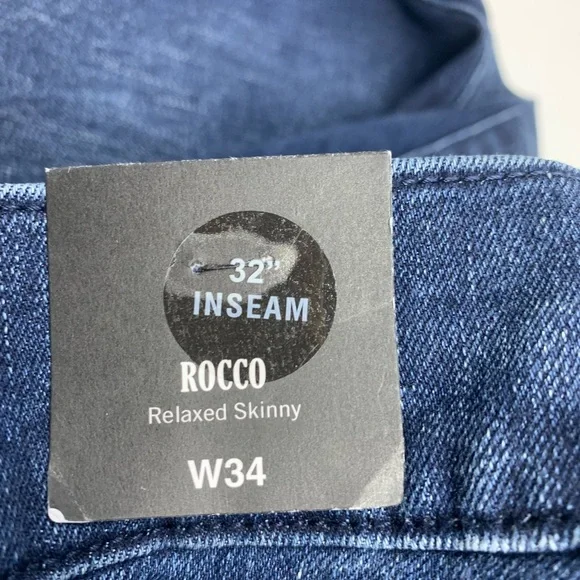 32”
INSEAM
ROCCO
Relaxed Skinny
W34